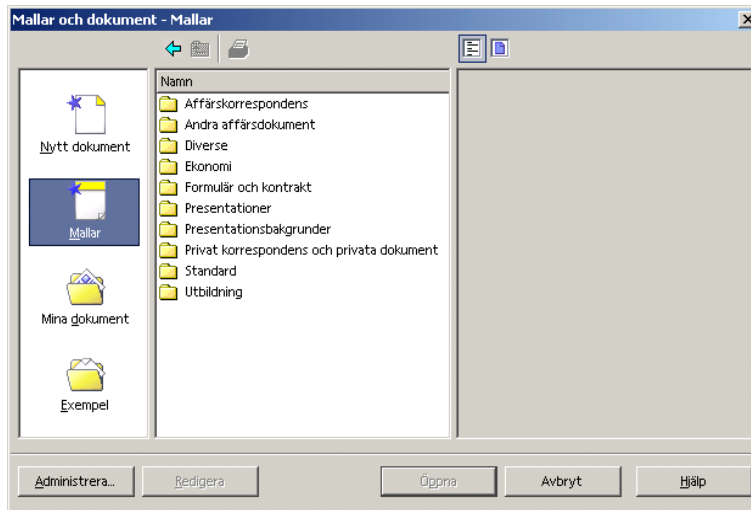 Mallar och dokument - Mallar
Nytt dokument
Mallar
Mina dokument
Exempel
Namn
Affärskorrespondens
Andra affärsdokument
Diverse
Ekonomi
Formulär och kontrakt
Presentationer
Presentationsbakgrunder
Privat korrespondens och privata dokument
Standard
Utbildning
Administrera...
Redigera
Öppna
Avbryt
Hjälp